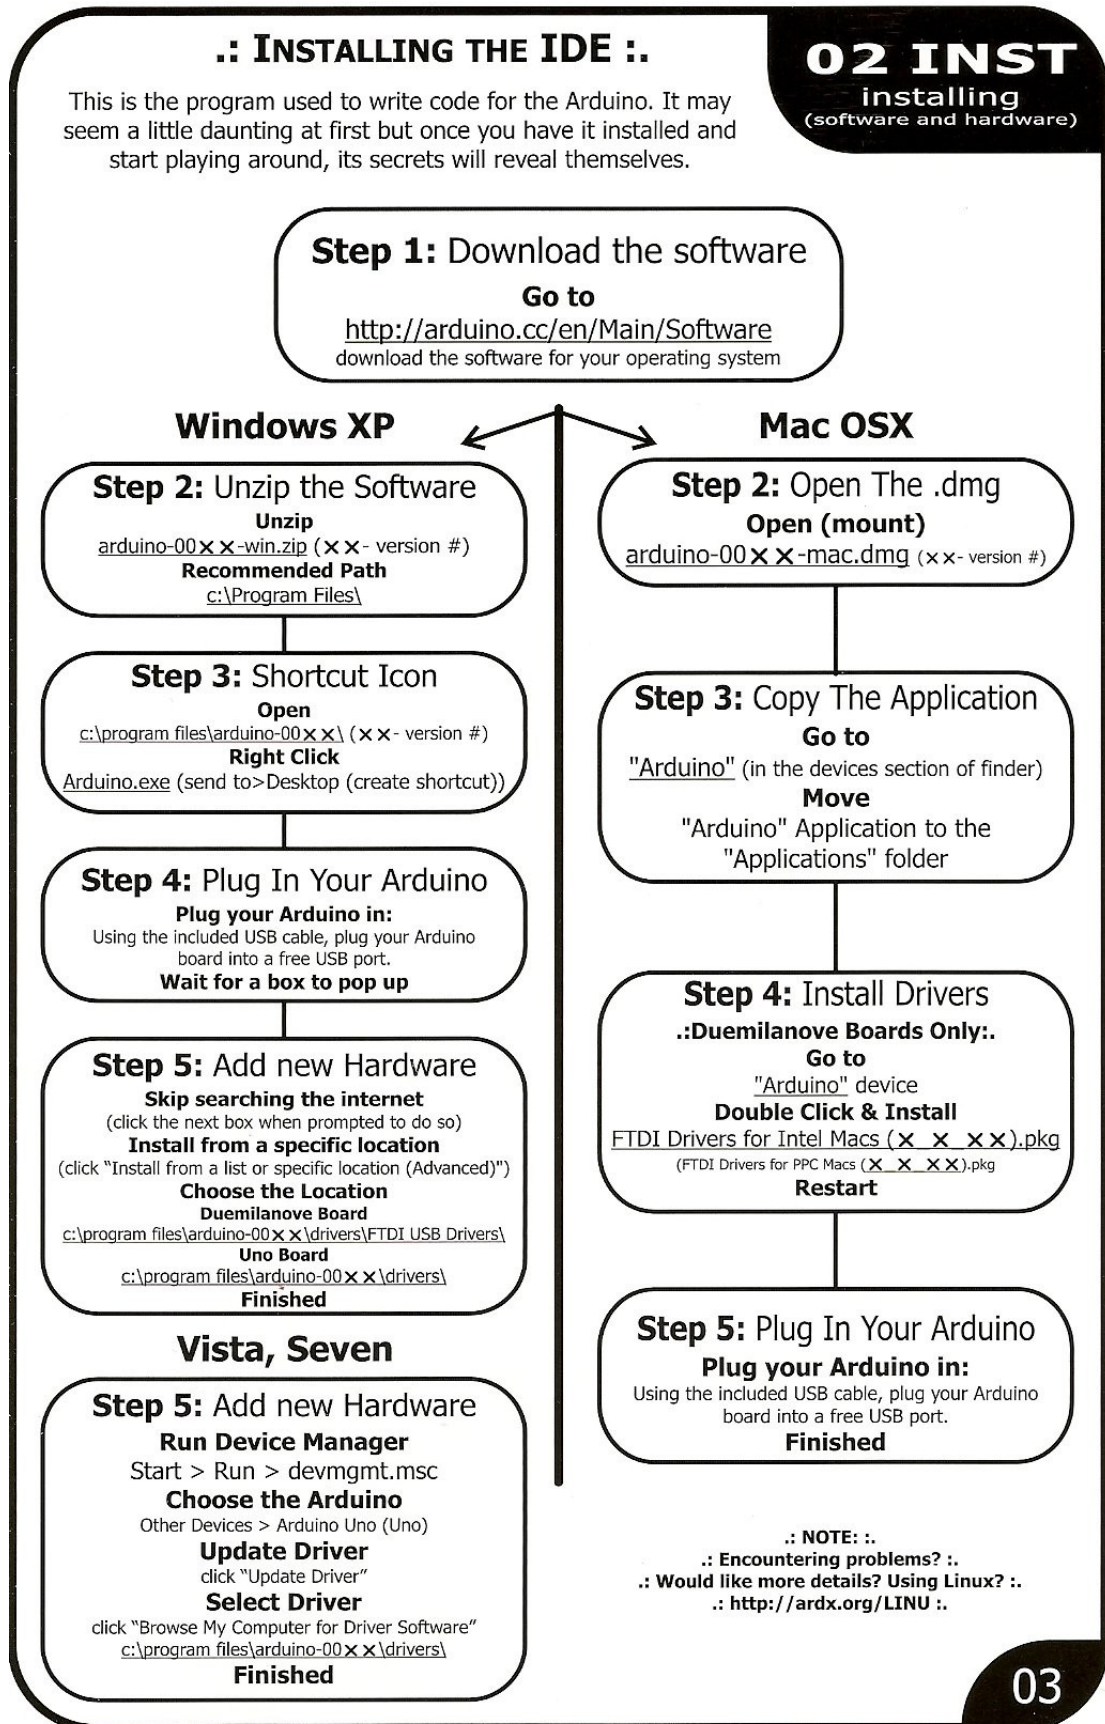 .: INSTALLING THE IDE :.
02 INST
installing
(software and hardware)
This is the program used to write code for the Arduino. It may
seem a little daunting at first but once you have it installed and
start playing around, its secrets will reveal themselves.
Step 1: Download the software
Go to
http://arduino.cc/en/Main/Software
download the software for your operating system
Windows XP
Step 2: Unzip the Software
Unzip
arduino-00××-win.zip (××- version #)
Recommended Path
c:\Program Files\
Step 3: Shortcut Icon
Open
c:\program files\arduino-00××\ (××- version #)
Right Click
Arduino.exe (send to>Desktop (create shortcut))
Step 4: Plug In Your Arduino
Plug your Arduino in:
Using the included USB cable, plug your Arduino
board into a free USB port.
Wait for a box to pop up
Step 5: Add new Hardware
Skip searching the internet
(click the next box when prompted to do so)
Install from a specific location
(click “Install from a list or specific location (Advanced)")
Choose the Location
Duemilanove Board
c:\program files\arduino-00××\drivers\FTDI USB Drivers\
Uno Board
c:\program files\arduino-00××\drivers\
Finished
Vista, Seven
Step 5: Add new Hardware
Run Device Manager
Start > Run > devmgmt.msc
Choose the Arduino
Other Devices > Arduino Uno (Uno)
Update Driver
click “Update Driver”
Select Driver
click “Browse My Computer for Driver Software”
c:\program files\arduino-00××\drivers\
Finished
Mac OSX
Step 2: Open The .dmg
Open (mount)
arduino-00××-mac.dmg (××- version #)
Step 3: Copy The Application
Go to
"Arduino" (in the devices section of finder)
Move
"Arduino" Application to the
"Applications" folder
Step 4: Install Drivers
.:Duemilanove Boards Only:.
Go to
"Arduino" device
Double Click & Install
FTDI Drivers for Intel Macs (×_×_××).pkg
(FTDI Drivers for PPC Macs (×_×_××).pkg
Restart
Step 5: Plug In Your Arduino
Plug your Arduino in:
Using the included USB cable, plug your Arduino
board into a free USB port.
Finished
.: NOTE: :.
.: Encountering problems? :.
.: Would like more details? Using Linux? :.
.: http://ardx.org/LINU :.
03